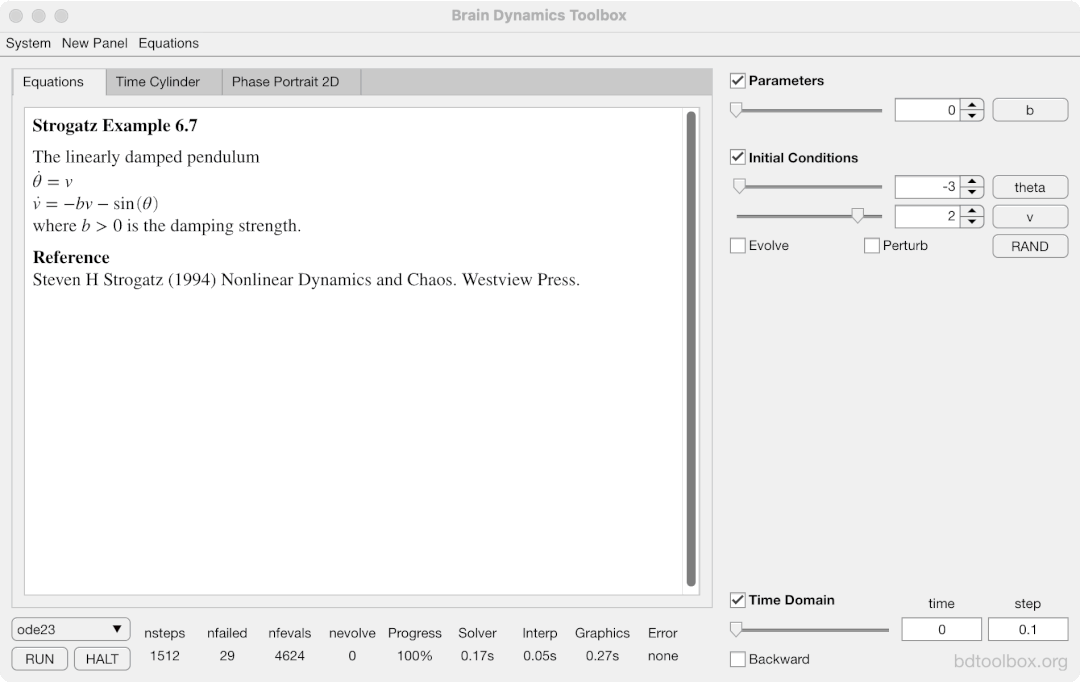 Brain Dynamics Toolbox
System New Panel Equations
Equations Time Cylinder Phase Portrait 2D
Strogatz Example 6.7
The linearly damped pendulum
θ̇ = v
v̇ = −bv − sin(θ)
where b > 0 is the damping strength.
Reference
Steven H Strogatz (1994) Nonlinear Dynamics and Chaos. Westview Press.
Parameters
0 b
Initial Conditions
-3 theta
2 v
Evolve Perturb RAND
Time Domain time step
0 0.1
Backward
bdtoolbox.org
ode23
RUN HALT
nsteps nfailed nfevals nevolve Progress Solver Interp Graphics Error
1512 29 4624 0 100% 0.17s 0.05s 0.27s none